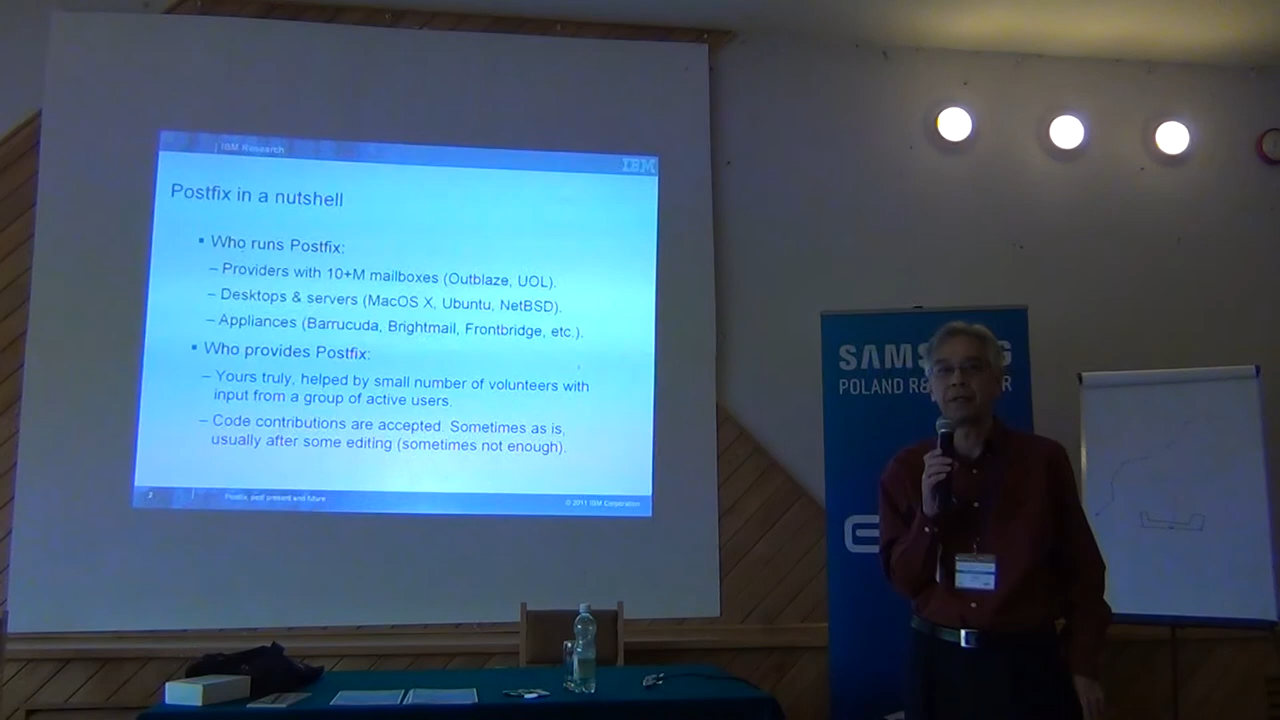 IBM Research
IBM
Postfix in a nutshell
▪ Who runs Postfix:
– Providers with 10+M mailboxes (Outblaze, UOL).
– Desktops & servers (MacOS X, Ubuntu, NetBSD).
– Appliances (Barrucuda, Brightmail, Frontbridge, etc.).
▪ Who provides Postfix:
– Yours truly, helped by small number of volunteers with
input from a group of active users.
– Code contributions are accepted. Sometimes as is,
usually after some editing (sometimes not enough).
Postfix, past present and future
© 2011 IBM Corporation
SAMS G
POLAND R& ER